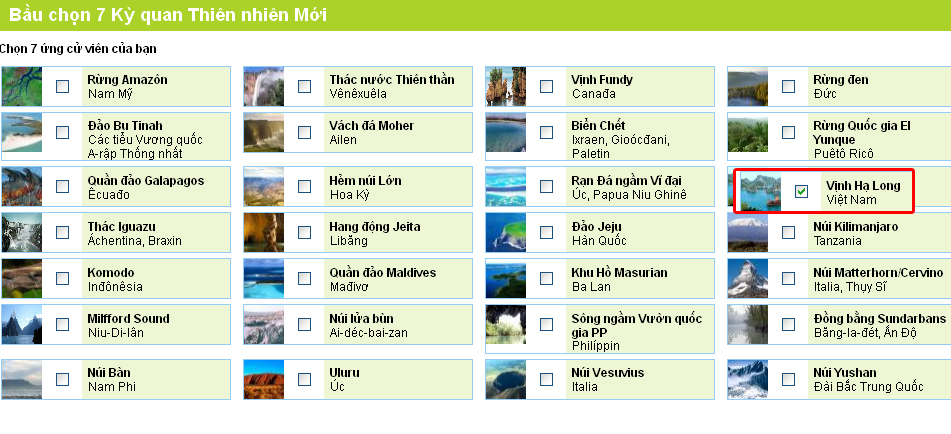 Bầu chọn 7 Kỳ quan Thiên nhiên Mới
Chọn 7 ứng cử viên của bạn
Rừng Amazôn
Nam Mỹ
Thác nước Thiên thần
Vênêxuêla
Vinh Fundy
Canađa
Rừng đen
Đức
Đảo Bu Tinah
Các tiểu Vương quốc
A-rập Thống nhất
Vách đá Moher
Ailen
Biển Chết
Ixraen, Gioócđani,
Paletin
Rừng Quốc gia El
Yunque
Puêtô Ricô
Quần đảo Galapagos
Êcuađo
Hẻm núi Lớn
Hoa Kỳ
Rạn Đá ngầm Vĩ đại
Úc, Papua Niu Ghinê
Vịnh Hạ Long
Việt Nam
Thác Iguazu
Achentina, Braxin
Hang động Jeita
Libăng
Đảo Jeju
Hàn Quốc
Núi Kilimanjaro
Tanzania
Komodo
Inđônêsia
Quần đảo Maldives
Mađivơ
Khu Hồ Masurian
Ba Lan
Núi Matterhorn/Cervino
Italia, Thụy Sĩ
Milfford Sound
Niu-Di-lân
Núi lửa bùn
Ai-déc-bai-zan
Sông ngầm Vườn quốc
gia PP
Philíppin
Đồng bằng Sundarbans
Băng-la-đét, Ấn Độ
Núi Bàn
Nam Phi
Uluru
Úc
Núi Vesuvius
Italia
Núi Yushan
Đài Bắc Trung Quốc